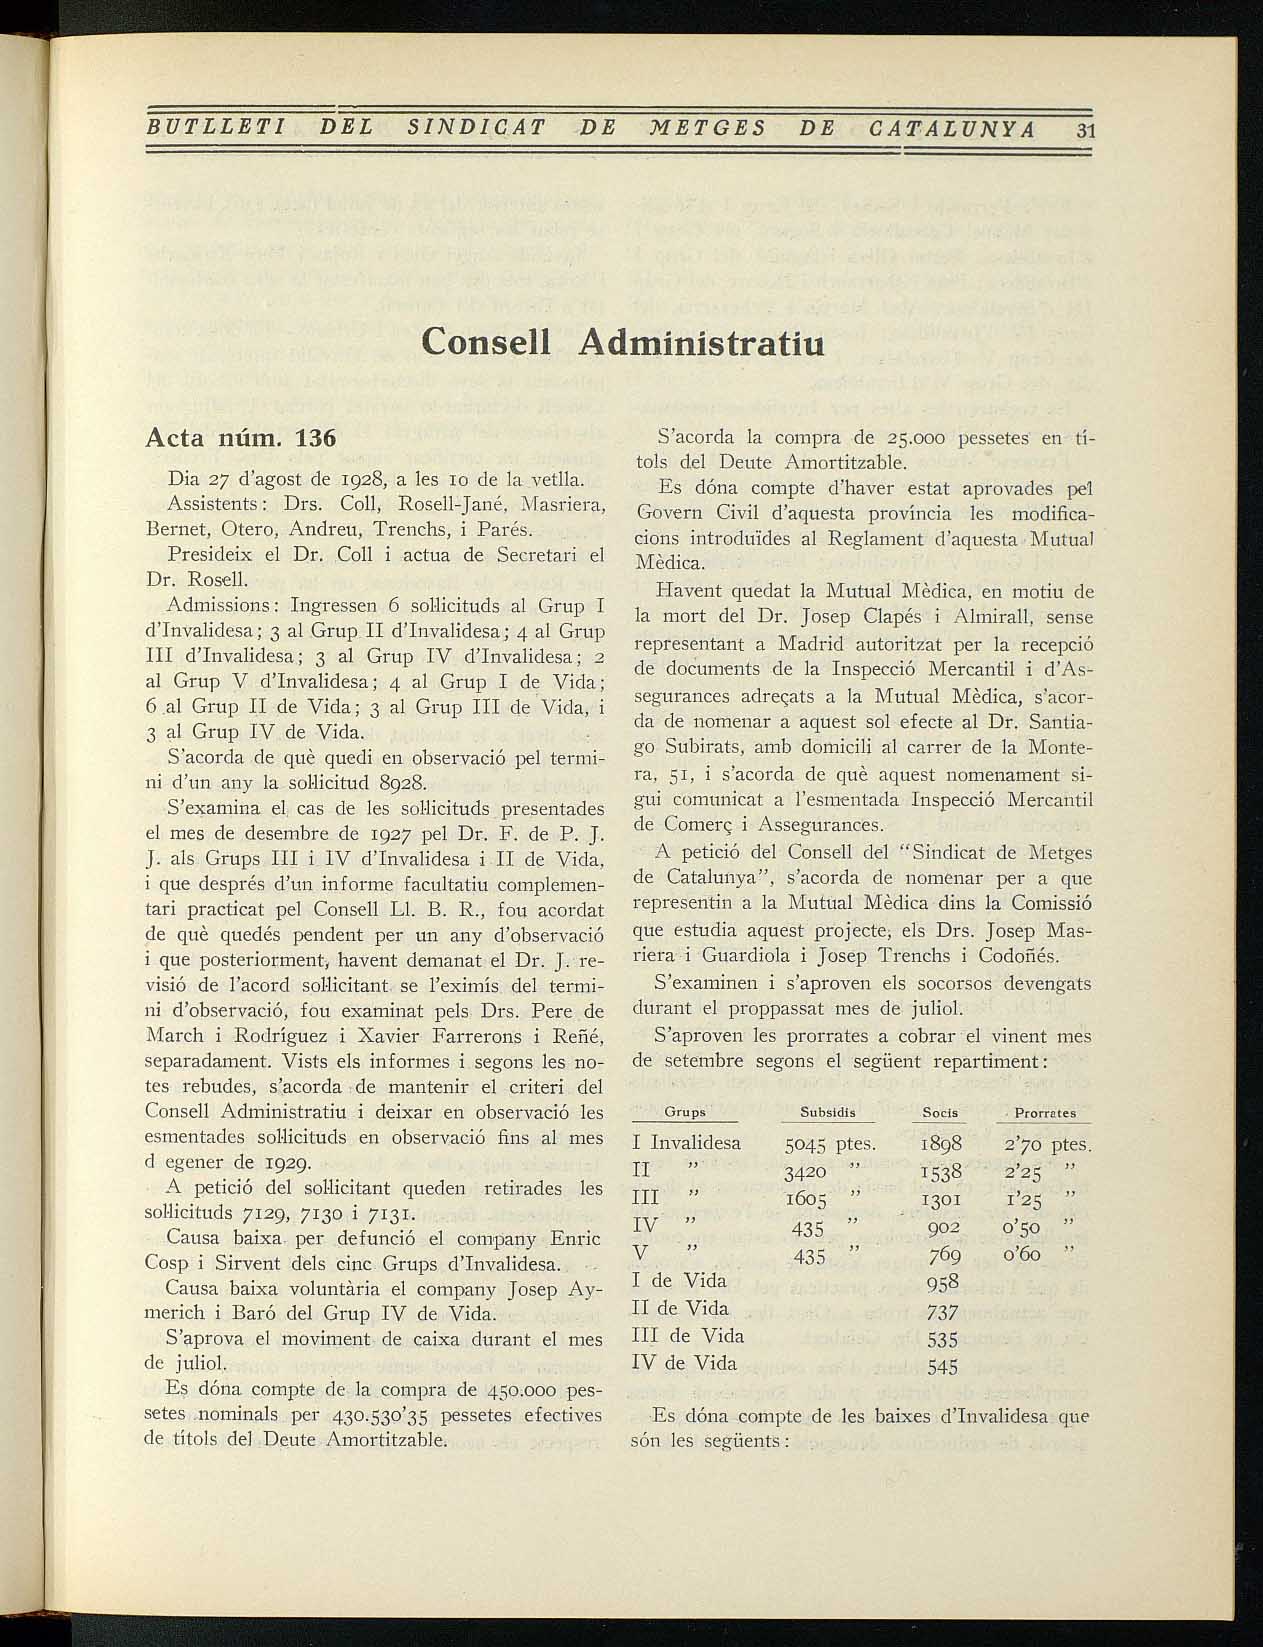 BUTLLETI DEL SINDICAT DE METGES DE CATALUNYA 31
Consell Administratiu
Acta núm. 136
Dia 27 d'agost de 1928, a les 10 de la vetlla.
Assistents: Drs. Coll, Rosell-Jané, Masriera,
Bernet, Otero, Andreu, Trenchs, i Parés.
Presideix el Dr. Coll i actua de Secretari el
Dr. Rosell.
Admissions: Ingressen 6 soŀlicituds al Grup I
d'Invalidesa; 3 al Grup II d'Invalidesa; 4 al Grup
III d'Invalidesa; 3 al Grup IV d'Invalidesa; 2
al Grup V d'Invalidesa; 4 al Grup I de Vida;
6 al Grup II de Vida; 3 al Grup III de Vida, i
3 al Grup IV de Vida.
S'acorda de què quedi en observació pel termi-
ni d'un any la soŀlicitud 8928.
S'examina el cas de les soŀlicituds presentades
el mes de desembre de 1927 pel Dr. F. de P. J.
J. als Grups III i IV d'Invalidesa i II de Vida,
i que després d'un informe facultatiu complemen-
tari practicat pel Consell Ll. B. R., fou acordat
de què quedés pendent per un any d'observació
i que posteriorment, havent demanat el Dr. J. re-
visió de l'acord soŀlicitant se l'eximís del termi-
ni d'observació, fou examinat pels Drs. Pere de
March i Rodríguez i Xavier Farrerons i Reñé,
separadament. Vists els informes i segons les no-
tes rebudes, s'acorda de mantenir el criteri del
Consell Administratiu i deixar en observació les
esmentades soŀlicituds en observació fins al mes
d egener de 1929.
A petició del soŀlicitant queden retirades les
soŀlicituds 7129, 7130 i 7131.
Causa baixa per defunció el company Enric
Cosp i Sirvent dels cinc Grups d'Invalidesa.
Causa baixa voluntària el company Josep Ay-
merich i Baró del Grup IV de Vida.
S'aprova el moviment de caixa durant el mes
de juliol.
Es dóna compte de la compra de 450.000 pes-
setes nominals per 430.530'35 pessetes efectives
de títols del Deute Amortitzable.
S'acorda la compra de 25.000 pessetes en tí-
tols del Deute Amortitzable.
Es dóna compte d'haver estat aprovades pel
Govern Civil d'aquesta província les modifica-
cions introduïdes al Reglament d'aquesta Mutual
Mèdica.
Havent quedat la Mutual Mèdica, en motiu de
la mort del Dr. Josep Clapés i Almirall, sense
representant a Madrid autoritzat per la recepció
de documents de la Inspecció Mercantil i d'As-
segurances adreçats a la Mutual Mèdica, s'acor-
da de nomenar a aquest sol efecte al Dr. Santia-
go Subirats, amb domicili al carrer de la Monte-
ra, 51, i s'acorda de què aquest nomenament si-
gui comunicat a l'esmentada Inspecció Mercantil
de Comerç i Assegurances.
A petició del Consell del "Sindicat de Metges
de Catalunya", s'acorda de nomenar per a que
representin a la Mutual Mèdica dins la Comissió
que estudia aquest projecte, els Drs. Josep Mas-
riera i Guardiola i Josep Trenchs i Codoñés.
S'examinen i s'aproven els socorsos devengats
durant el proppassat mes de juliol.
S'aproven les prorrates a cobrar el vinent mes
de setembre segons el següent repartiment:
Grups Subsidis Socis Prorrates
I Invalidesa 5045 ptes. 1898 2'70 ptes.
II " 3420 " 1538 2'25 "
III " 1605 " 1301 1'25 "
IV " 435 " 902 0'50 "
V " 435 " 769 0'60 "
I de Vida 958
II de Vida 737
III de Vida 535
IV de Vida 545
Es dóna compte de les baixes d'Invalidesa que
són les següents: